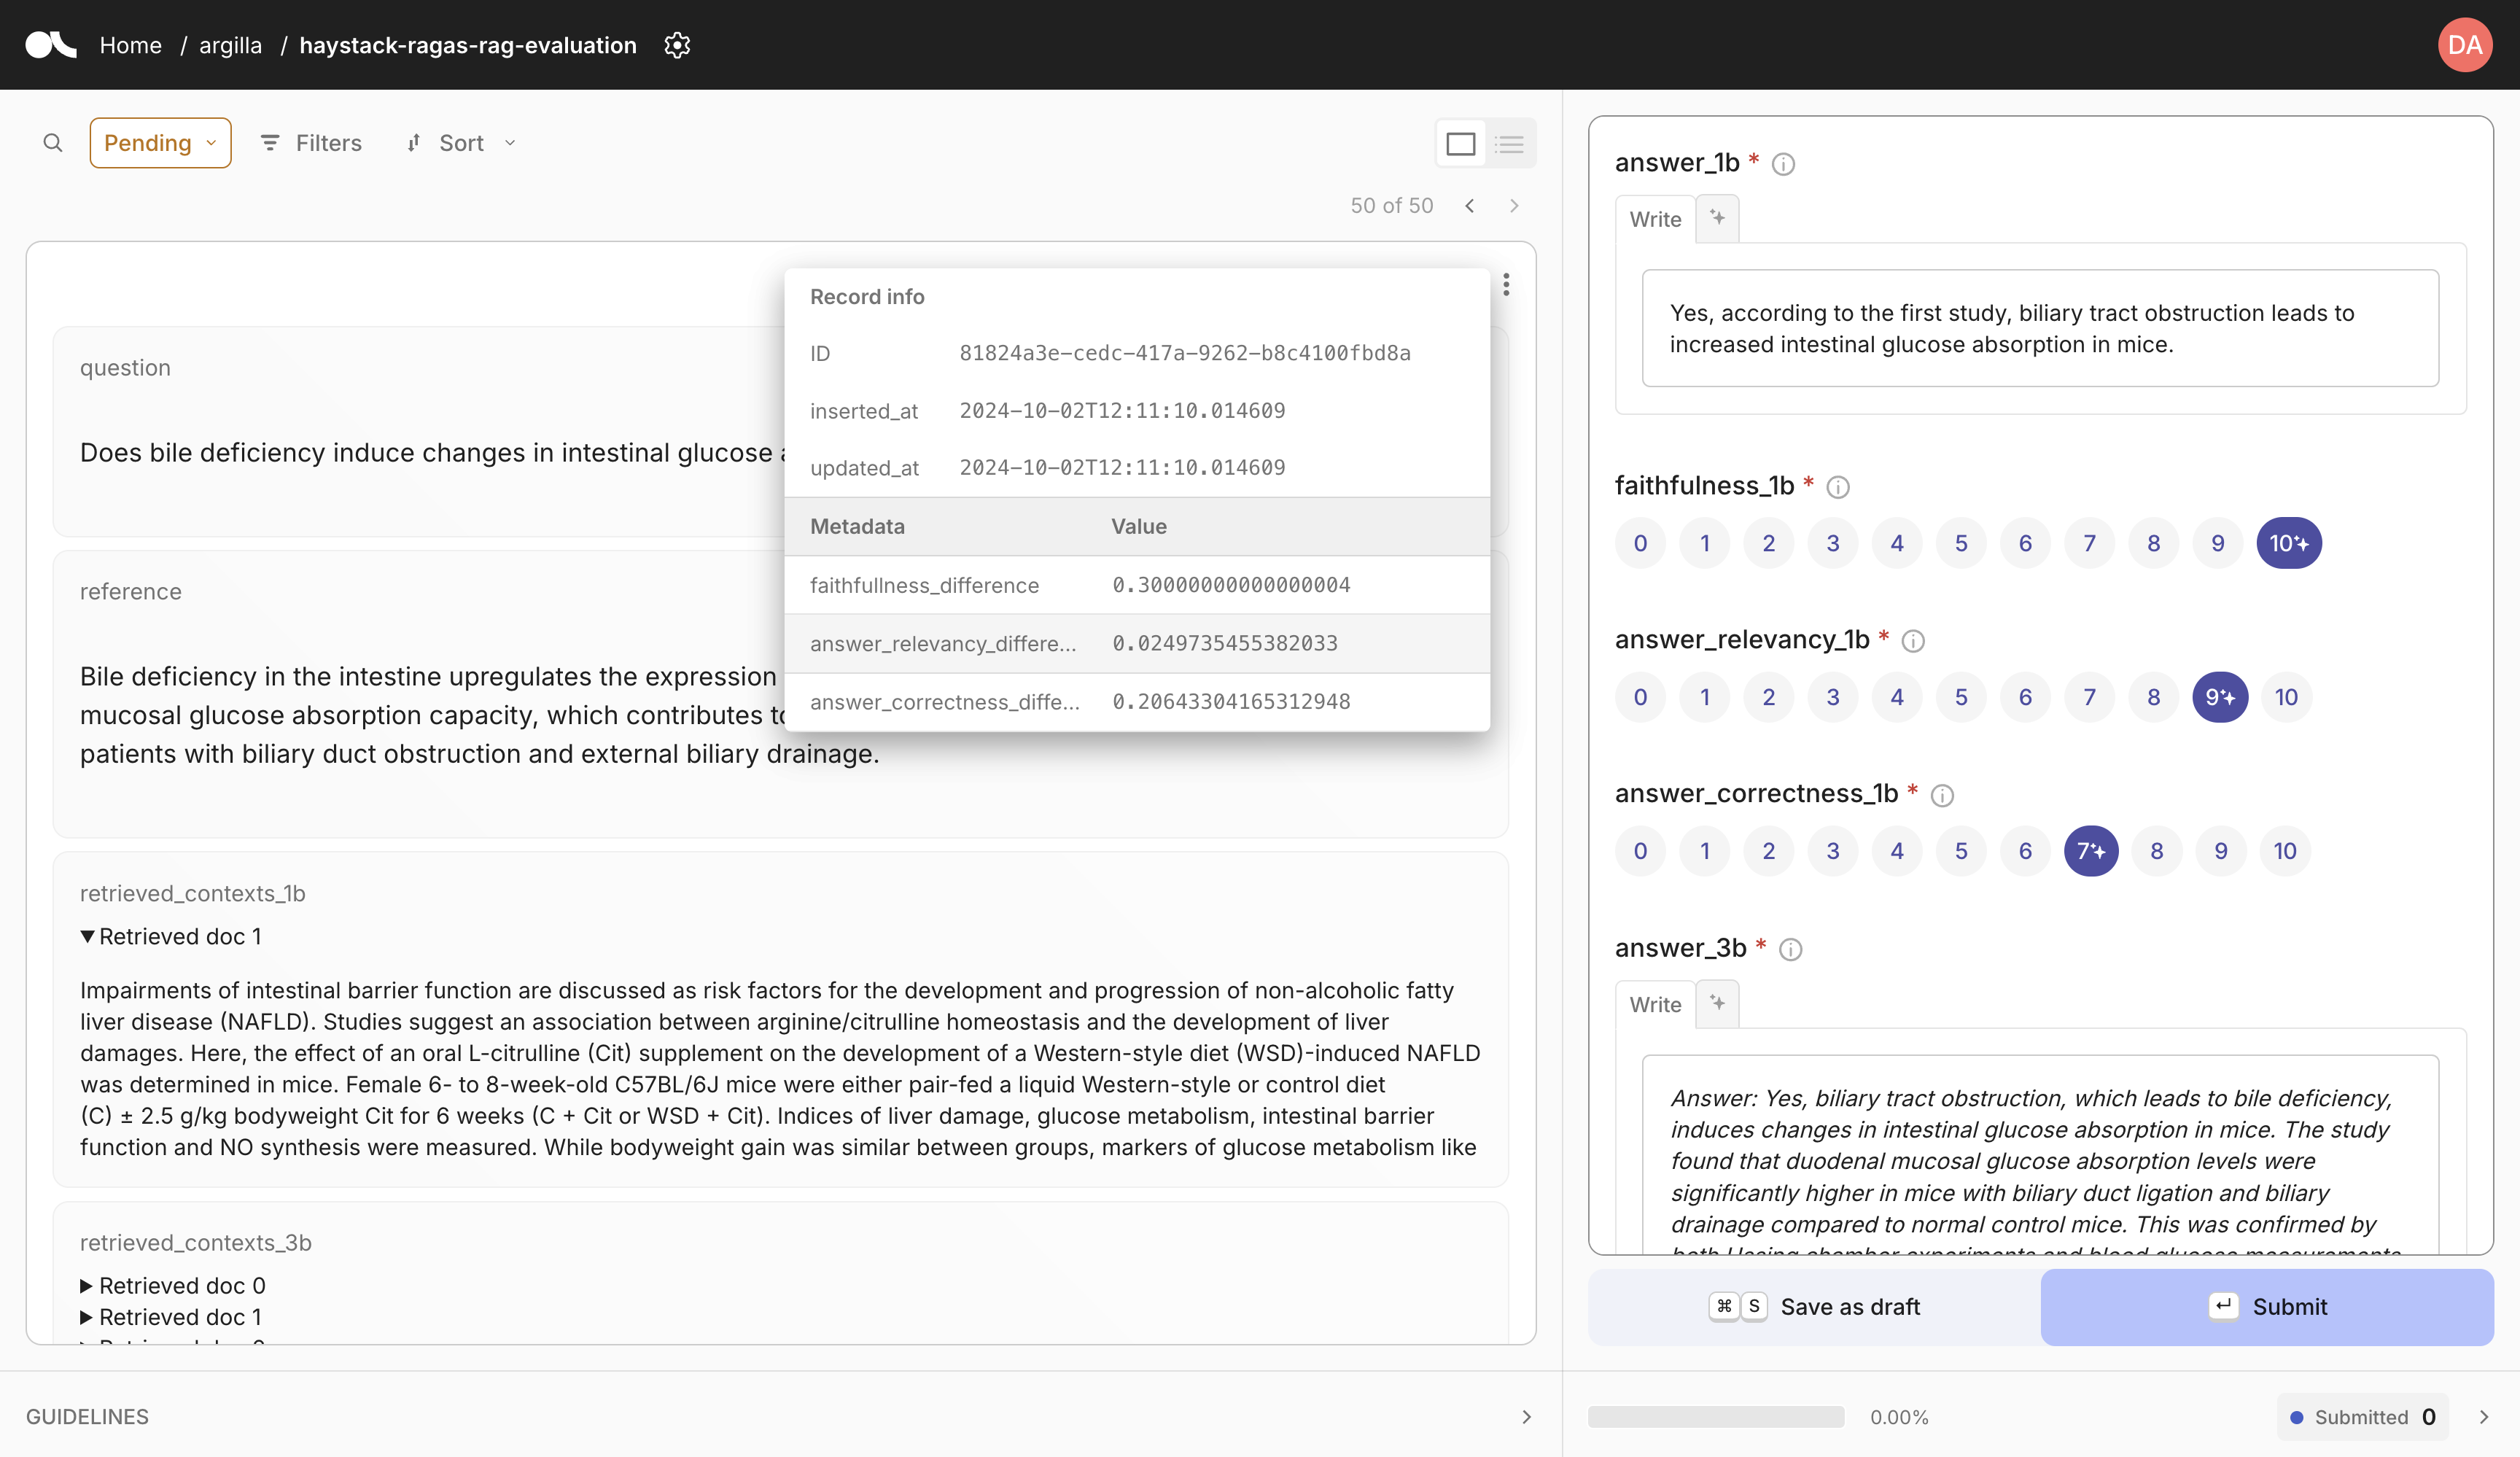 Home / argilla / haystack-ragas-rag-evaluation
DA
Pending
Filters
Sort
50 of 50
question
Does bile deficiency induce changes in intestinal glucose
reference
Bile deficiency in the intestine upregulates the expression
mucosal glucose absorption capacity, which contributes
patients with biliary duct obstruction and external biliary drainage.
retrieved_contexts_1b
Retrieved doc 1
Impairments of intestinal barrier function are discussed as risk factors for the development and progression of non-alcoholic fatty
liver disease (NAFLD). Studies suggest an association between arginine/citrulline homeostasis and the development of liver
damages. Here, the effect of an oral L-citrulline (Cit) supplement on the development of a Western-style diet (WSD)-induced NAFLD
was determined in mice. Female 6- to 8-week-old C57BL/6J mice were either pair-fed a liquid Western-style or control diet
(C) ± 2.5 g/kg bodyweight Cit for 6 weeks (C + Cit or WSD + Cit). Indices of liver damage, glucose metabolism, intestinal barrier
function and NO synthesis were measured. While bodyweight gain was similar between groups, markers of glucose metabolism like
retrieved_contexts_3b
Retrieved doc 0
Retrieved doc 1
Record info
ID 81824a3e-cedc-417a-9262-b8c4100fbd8a
inserted_at 2024-10-02T12:11:10.014609
updated_at 2024-10-02T12:11:10.014609
Metadata Value
faithfullness_difference 0.30000000000000004
answer_relevancy_differe... 0.0249735455382033
answer_correctness_diffe... 0.20643304165312948
answer_1b *
Write
Yes, according to the first study, biliary tract obstruction leads to
increased intestinal glucose absorption in mice.
faithfulness_1b *
0 1 2 3 4 5 6 7 8 9 10
answer_relevancy_1b *
0 1 2 3 4 5 6 7 8 9 10
answer_correctness_1b *
0 1 2 3 4 5 6 7 8 9 10
answer_3b *
Write
Answer: Yes, biliary tract obstruction, which leads to bile deficiency,
induces changes in intestinal glucose absorption in mice. The study
found that duodenal mucosal glucose absorption levels were
significantly higher in mice with biliary duct ligation and biliary
drainage compared to normal control mice. This was confirmed by
both Ussing chamber experiments and blood glucose measurements
⌘ S Save as draft
Submit
GUIDELINES
0.00%
Submitted 0